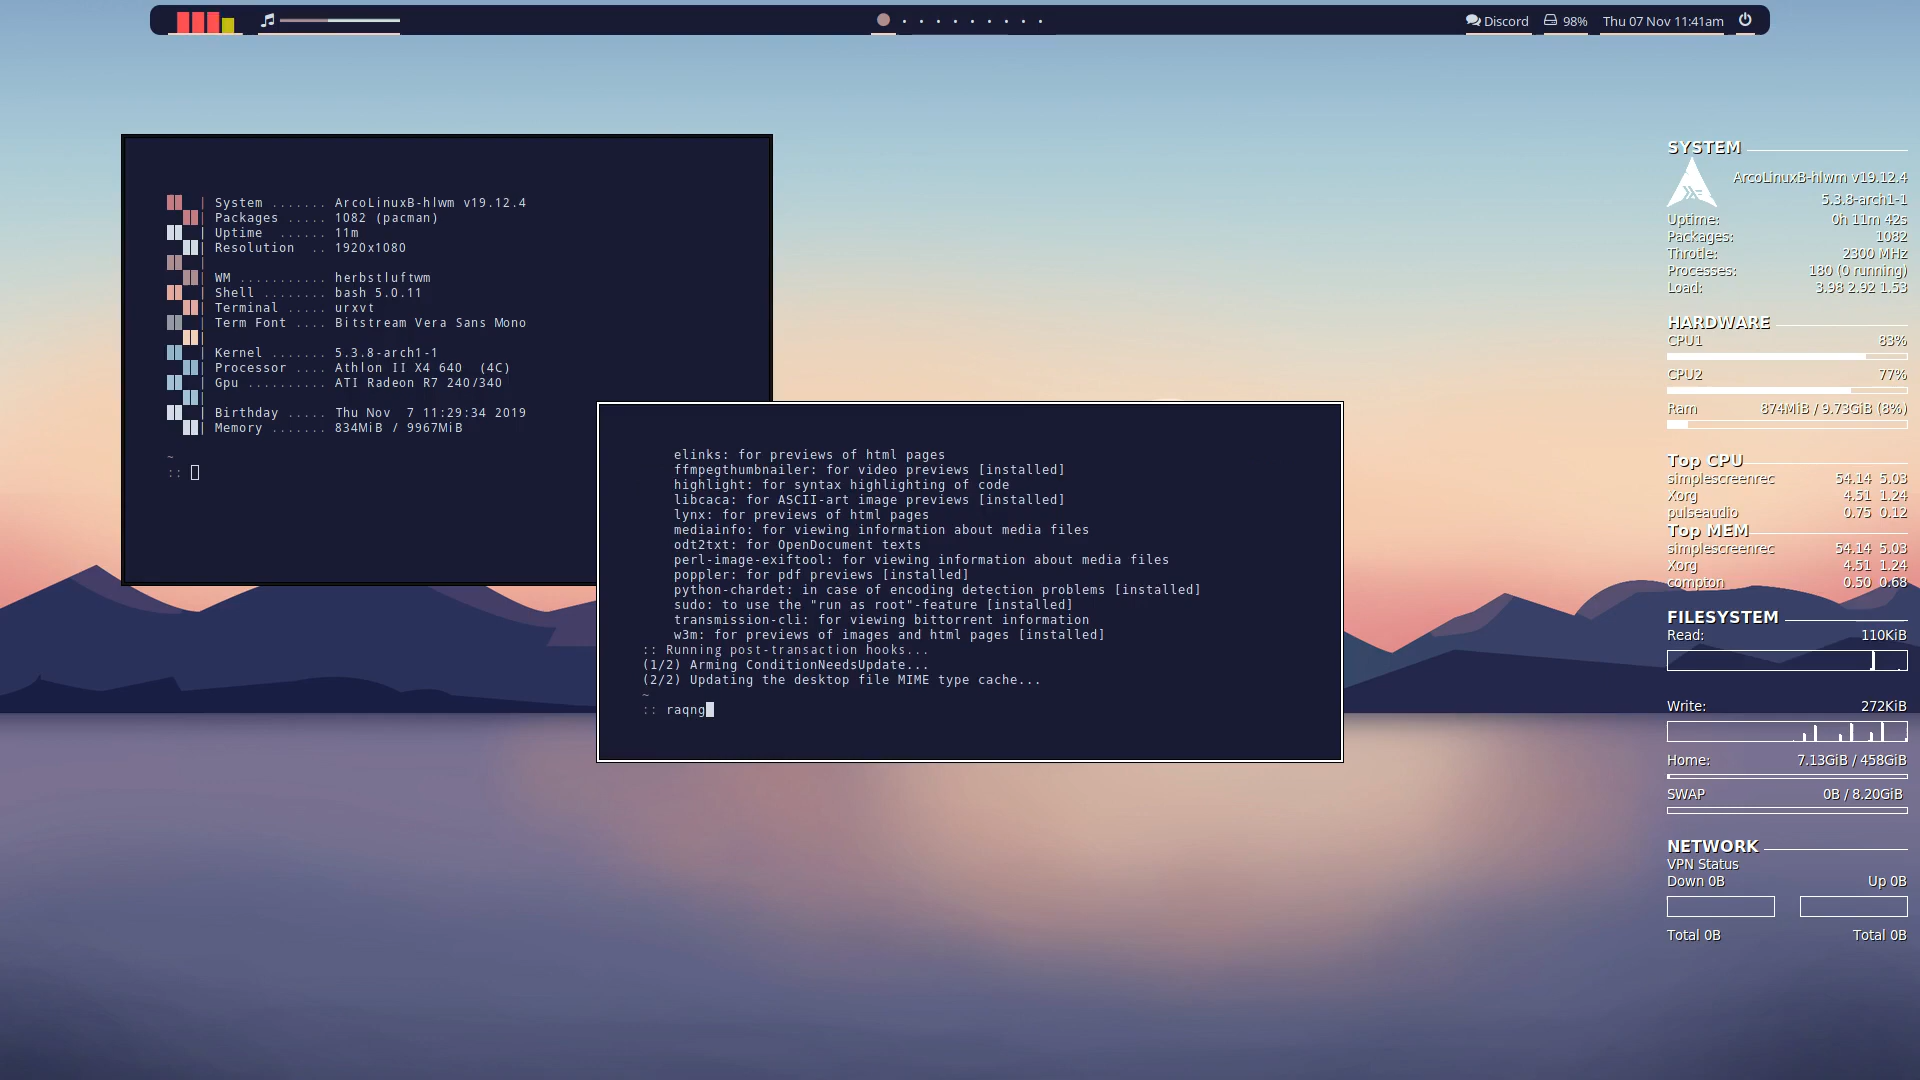 Discord 98% Thu 07 Nov 11:41am
System ....... ArcoLinuxB-hlwm v19.12.4
Packages ..... 1082 (pacman)
Uptime ...... 11m
Resolution .. 1920x1080
WM ........... herbstluftwm
Shell ........ bash 5.0.11
Terminal ..... urxvt
Term Font .... Bitstream Vera Sans Mono
Kernel ....... 5.3.8-arch1-1
Processor .... Athlon II X4 640 (4C)
Gpu .......... ATI Radeon R7 240/340
Birthday ..... Thu Nov 7 11:29:34 2019
Memory ....... 834MiB / 9967MiB
~
::
elinks: for previews of html pages
ffmpegthumbnailer: for video previews [installed]
highlight: for syntax highlighting of code
libcaca: for ASCII-art image previews [installed]
lynx: for previews of html pages
mediainfo: for viewing information about media files
odt2txt: for OpenDocument texts
perl-image-exiftool: for viewing information about media files
poppler: for pdf previews [installed]
python-chardet: in case of encoding detection problems [installed]
sudo: to use the "run as root"-feature [installed]
transmission-cli: for viewing bittorrent information
w3m: for previews of images and html pages [installed]
:: Running post-transaction hooks...
(1/2) Arming ConditionNeedsUpdate...
(2/2) Updating the desktop file MIME type cache...
~
:: raqng
SYSTEM
ArcoLinuxB-hlwm v19.12.4
5.3.8-arch1-1
Uptime: 0h 11m 42s
Packages: 1082
Throtle: 2300 MHz
Processes: 180 (0 running)
Load: 3.98 2.92 1.53
HARDWARE
CPU1 83%
CPU2 77%
Ram 874MiB / 9.73GiB (8%)
Top CPU
simplescreenrec 54.14 5.03
Xorg 4.51 1.24
pulseaudio 0.75 0.12
Top MEM
simplescreenrec 54.14 5.03
Xorg 4.51 1.24
compton 0.50 0.68
FILESYSTEM
Read: 110KiB
Write: 272KiB
Home: 7.13GiB / 458GiB
SWAP 0B / 8.20GiB
NETWORK
VPN Status
Down 0B Up 0B
Total 0B Total 0B